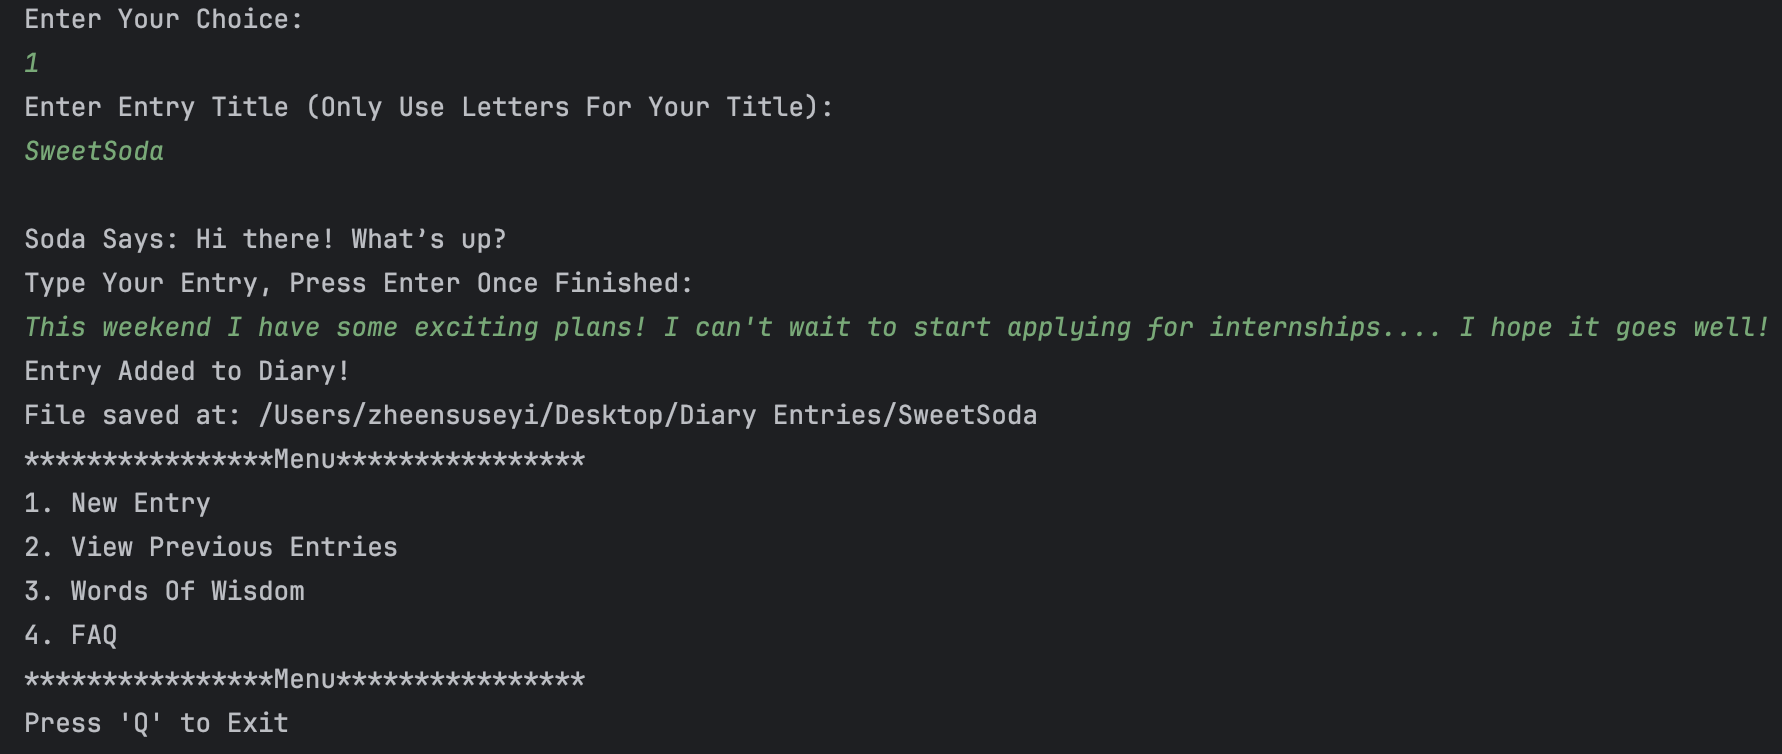 Enter Your Choice:
1
Enter Entry Title (Only Use Letters For Your Title):
SweetSoda
Soda Says: Hi there! What’s up?
Type Your Entry, Press Enter Once Finished:
This weekend I have some exciting plans! I can't wait to start applying for internships.... I hope it goes well!
Entry Added to Diary!
File saved at: /Users/zheensuseyi/Desktop/Diary Entries/SweetSoda
****************Menu****************
1. New Entry
2. View Previous Entries
3. Words Of Wisdom
4. FAQ
****************Menu****************
Press 'Q' to Exit